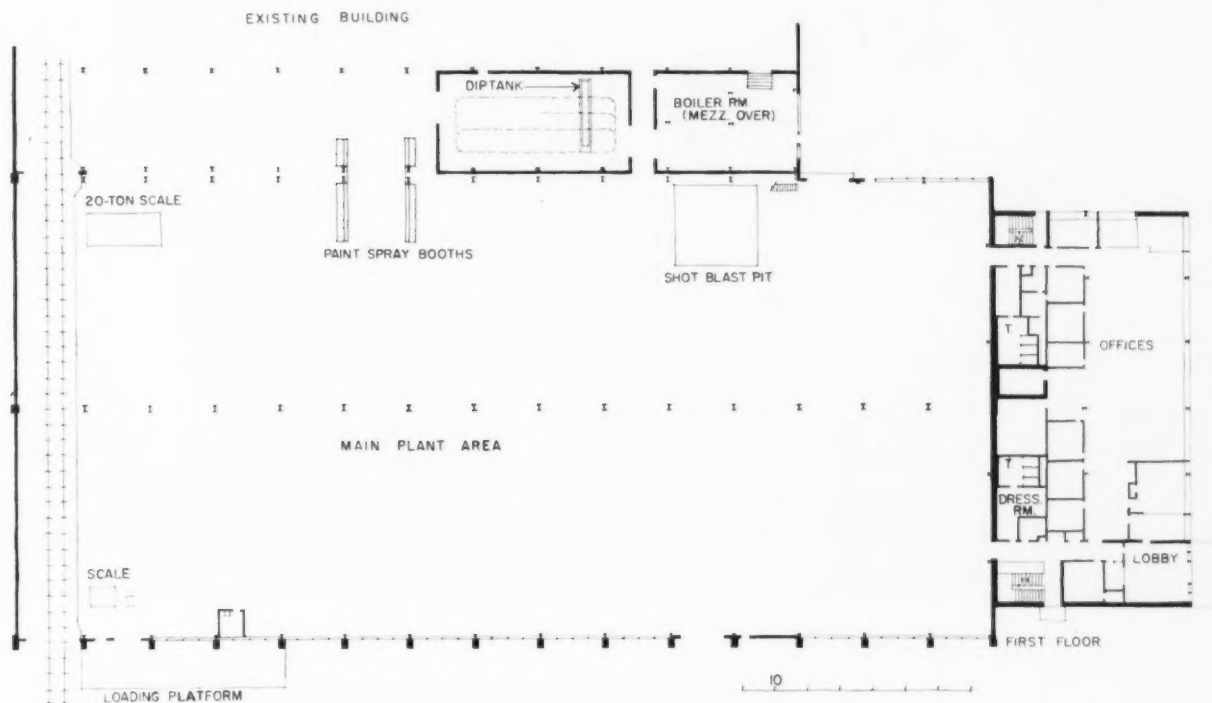 EXISTING BUILDING
DIPTANK
BOILER RM
(MEZZ. OVER)
20-TON SCALE
PAINT SPRAY BOOTHS
SHOT BLAST PIT
T.
OFFICES
MAIN PLANT AREA
T.
DRESS.
RM.
SCALE
LOBBY
FIRST FLOOR
LOADING PLATFORM
10